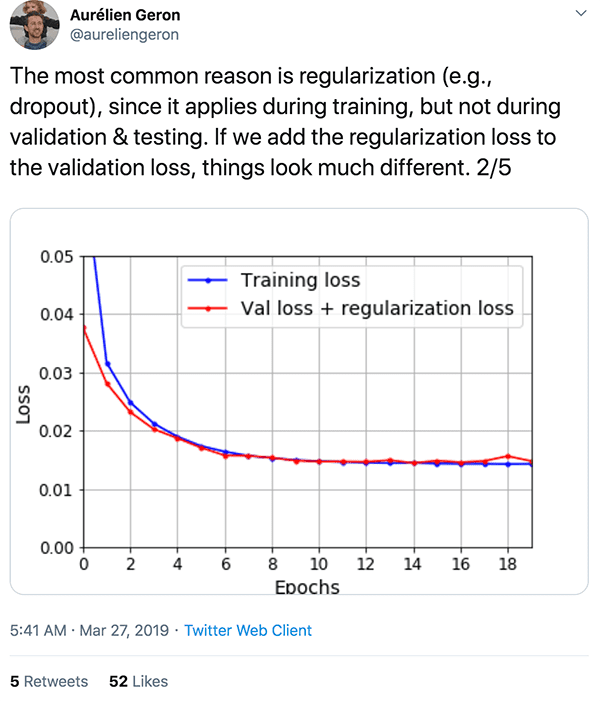 Aurélien Geron
@aureliengeron
The most common reason is regularization (e.g.,
dropout), since it applies during training, but not during
validation & testing. If we add the regularization loss to
the validation loss, things look much different. 2/5
0.05
Training loss
Val loss + regularization loss
0.04
0.03
Loss
0.02
0.01
0.00
0 2 4 6 8 10 12 14 16 18
Epochs
5:41 AM · Mar 27, 2019 · Twitter Web Client
5 Retweets 52 Likes